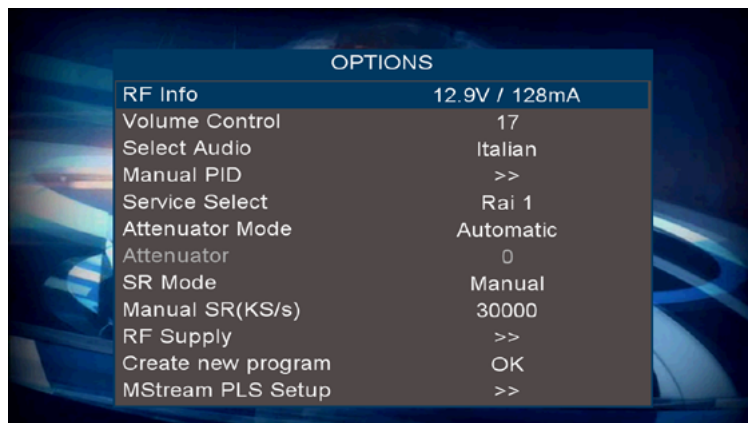 OPTIONS
RF Info 12.9V / 128mA
Volume Control 17
Select Audio Italian
Manual PID >>
Service Select Rai 1
Attenuator Mode Automatic
Attenuator 0
SR Mode Manual
Manual SR(KS/s) 30000
RF Supply >>
Create new program OK
MStream PLS Setup >>